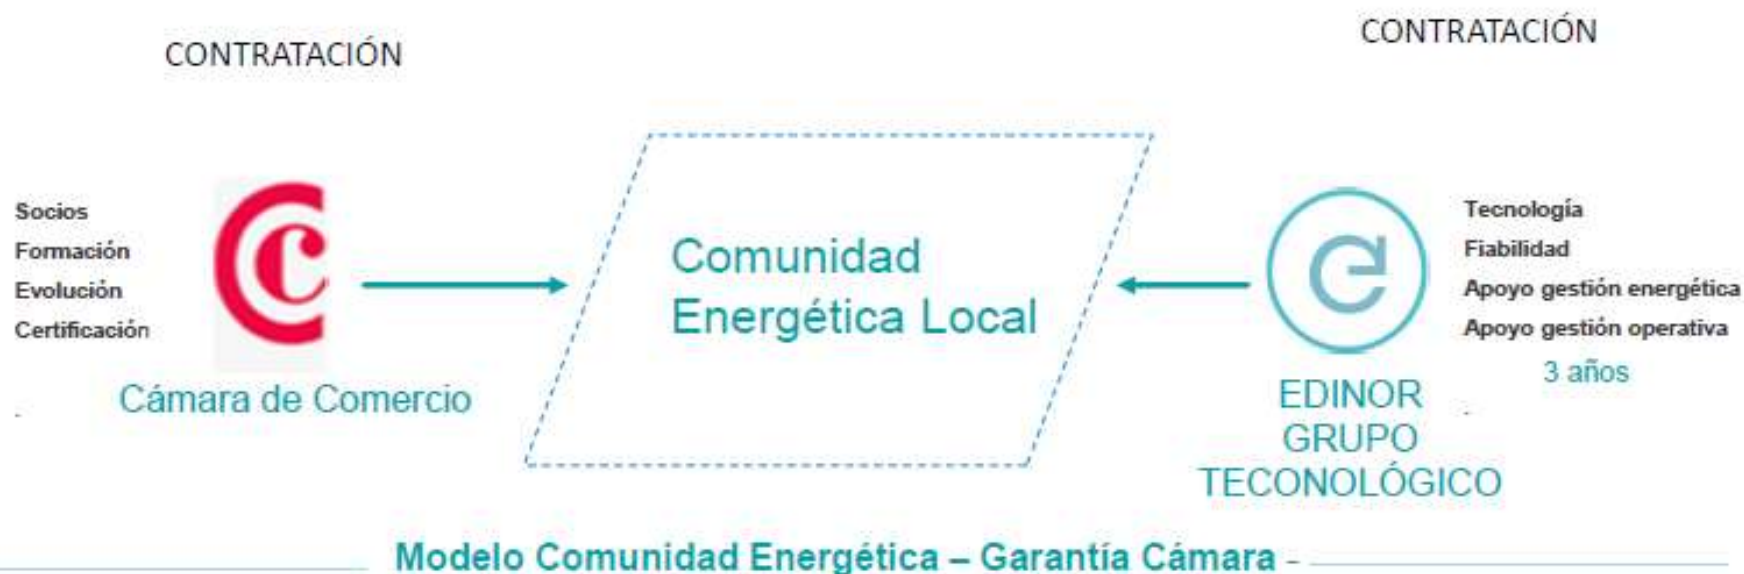 CONTRATACIÓN
CONTRATACIÓN
Socios
Formación
Evolución
Certificación
Cámara de Comercio
Comunidad
Energética Local
Tecnología
Fiabilidad
Apoyo gestión energética
Apoyo gestión operativa
3 años
EDINOR
GRUPO
TECONOLÓGICO
Modelo Comunidad Energética – Garantía Cámara -